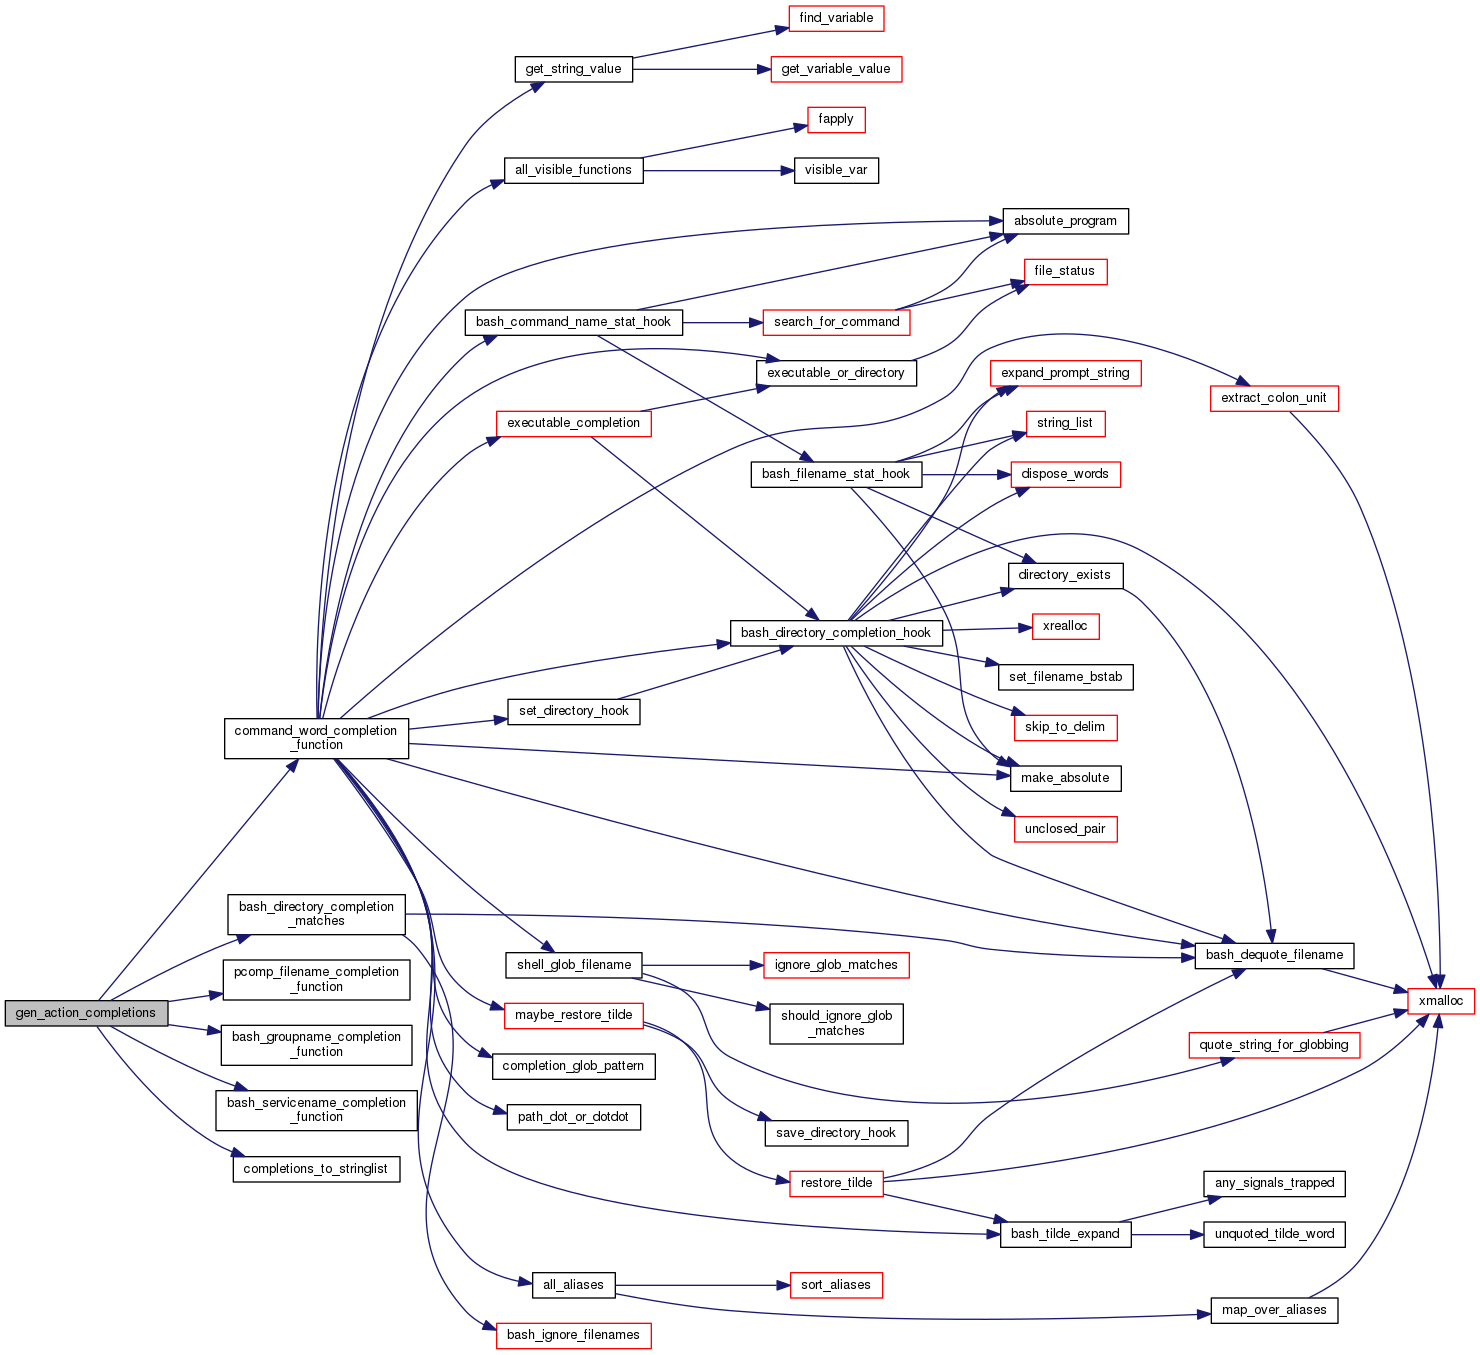 find_variable
get_string_value
get_variable_value
fapply
all_visible_functions
visible_var
absolute_program
file_status
bash_command_name_stat_hook
search_for_command
executable_or_directory
expand_prompt_string
extract_colon_unit
executable_completion
string_list
bash_filename_stat_hook
dispose_words
directory_exists
bash_directory_completion_hook
xrealloc
set_filename_bstab
set_directory_hook
command_word_completion
_function
skip_to_delim
make_absolute
unclosed_pair
bash_directory_completion
_matches
bash_dequote_filename
shell_glob_filename
ignore_glob_matches
pcomp_filename_completion
_function
xmalloc
gen_action_completions
maybe_restore_tilde
should_ignore_glob
_matches
bash_groupname_completion
_function
quote_string_for_globbing
completion_glob_pattern
bash_servicename_completion
_function
path_dot_or_dotdot
save_directory_hook
completions_to_stringlist
restore_tilde
any_signals_trapped
bash_tilde_expand
unquoted_tilde_word
all_aliases
sort_aliases
map_over_aliases
bash_ignore_filenames